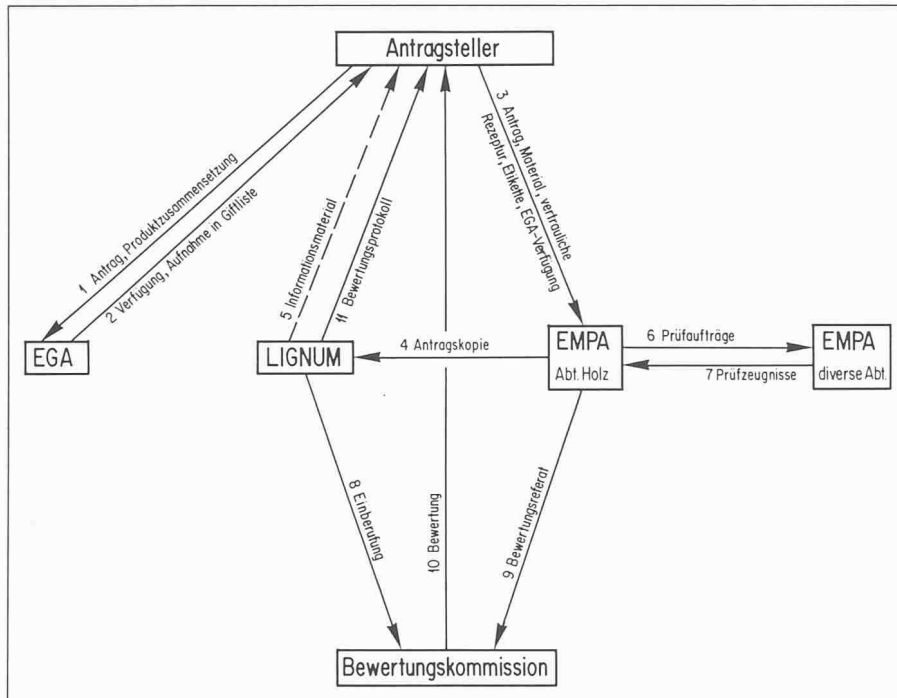 Antragsteller
1 Antrag, Produktzusammensetzung
2 Verfugung, Aufnahme in Giftliste
5 Informationsmaterial
11 Bewertungsprotokoll
3 Antrag, Material, vertrauliche
Rezeptur, Etikette, EGA-Verfugung
EGA
LIGNUM
4 Antragskopie
EMPA
Abt. Holz
6 Prüfaufträge
7 Prüfzeugnisse
EMPA
diverse Abt.
8 Einberufung
10 Bewertung
9 Bewertungsreferat
Bewertungskommission